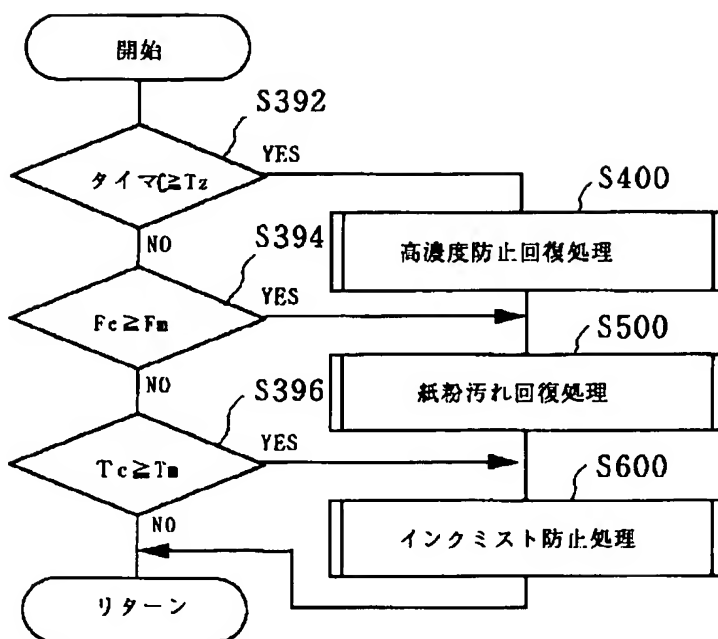 開始
S392
タイマC≧Tz
YES
S400
高濃度防止回復処理
NO
S394
Fc≧Fm
YES
S500
紙粉汚れ回復処理
NO
S396
Tc≧Tm
YES
S600
インクミスト防止処理
NO
リターン